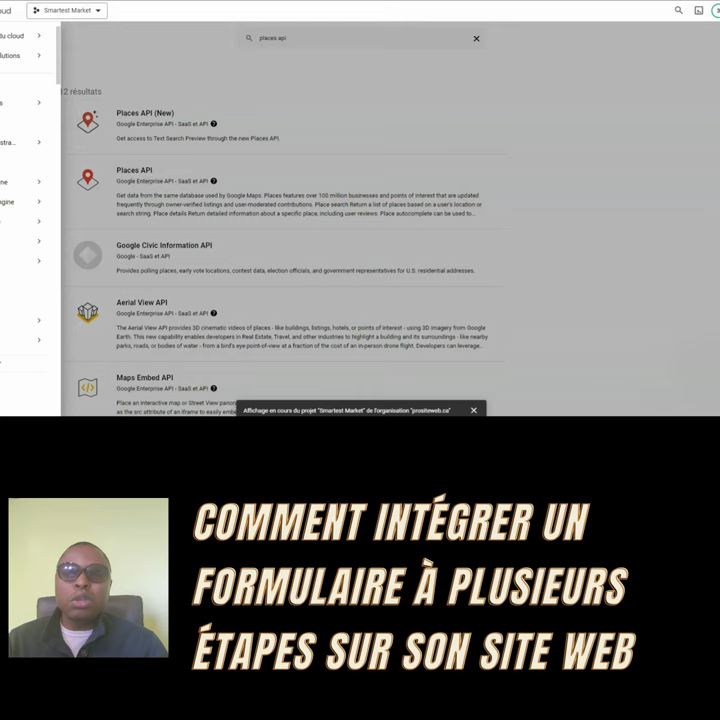 oud
Smartest Market
places api
du cloud
lutions
12 résultats
Places API (New)
Google Enterprise API - SaaS et API
Get access to Text Search Preview through the new Places API.
stra...
Places API
Google Enterprise API - SaaS et API
ne
Get data from the same database used by Google Maps. Places features over 100 million businesses and points of interest that are updated
ngine
frequently through owner-verified listings and user-moderated contributions. Place search Return a list of places based on a user's location or
search string. Place details Return detailed information about a specific place, including user reviews. Place autocomplete can be used to...
Google Civic Information API
Google - SaaS et API
Provides polling places, early vote locations, contest data, election officials, and government representatives for U.S. residential addresses.
Aerial View API
Google Enterprise API - SaaS et API
The Aerial View API provides 3D cinematic videos of places - like buildings, listings, hotels, or points of interest - using 3D imagery from Google
Earth. This new capability enables developers in Real Estate, Travel, and other industries to highlight a building and its surroundings - like nearby
parks, roads, or bodies of water - from a bird's eye point-of-view at a fraction of the cost of an in-person drone flight. Developers can leverage...
Maps Embed API
Google Enterprise API - SaaS et API
Place an interactive map or Street View panor
as the src attribute of an iframe to easily embe
Affichage en cours du projet "Smartest Market" de l'organisation "prositeweb.ca"
COMMENT INTÉGRER UN
FORMULAIRE À PLUSIEURS
ÉTAPES SUR SON SITE WEB